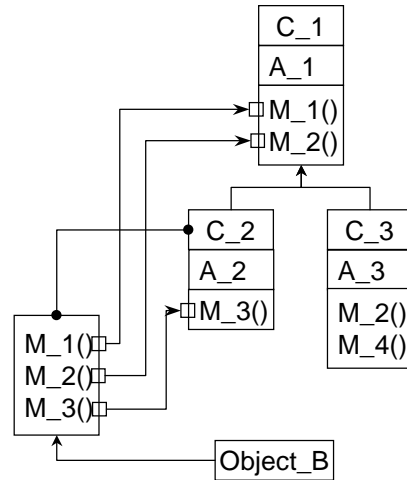 C_1
A_1
M_1()
M_2()
C_2
A_2
M_3()
C_3
A_3
M_2()
M_4()
M_1()
M_2()
M_3()
Object_B